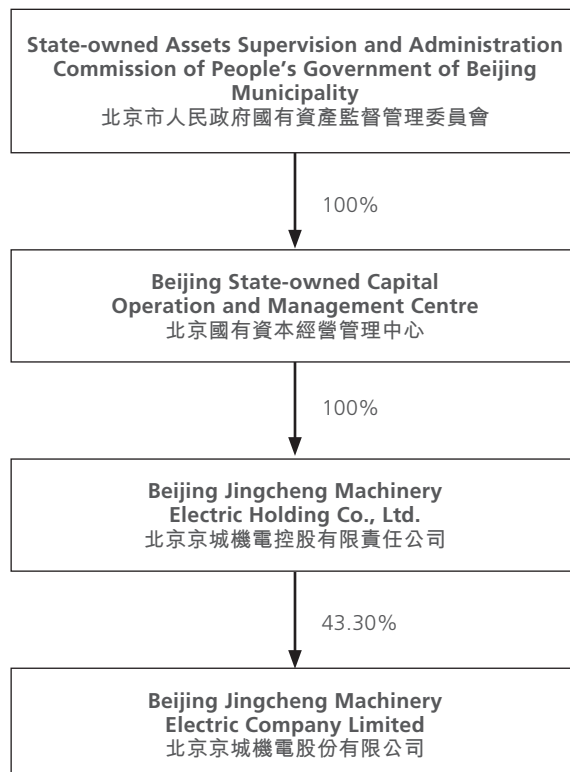 State-owned Assets Supervision and Administration
Commission of People's Government of Beijing
Municipality
北京市人民政府國有資產監督管理委員會
100%
Beijing State-owned Capital
Operation and Management Centre
北京國有資本經營管理中心
100%
Beijing Jingcheng Machinery
Electric Holding Co., Ltd.
北京京城機電控股有限責任公司
43.30%
Beijing Jingcheng Machinery
Electric Company Limited
北京京城機電股份有限公司